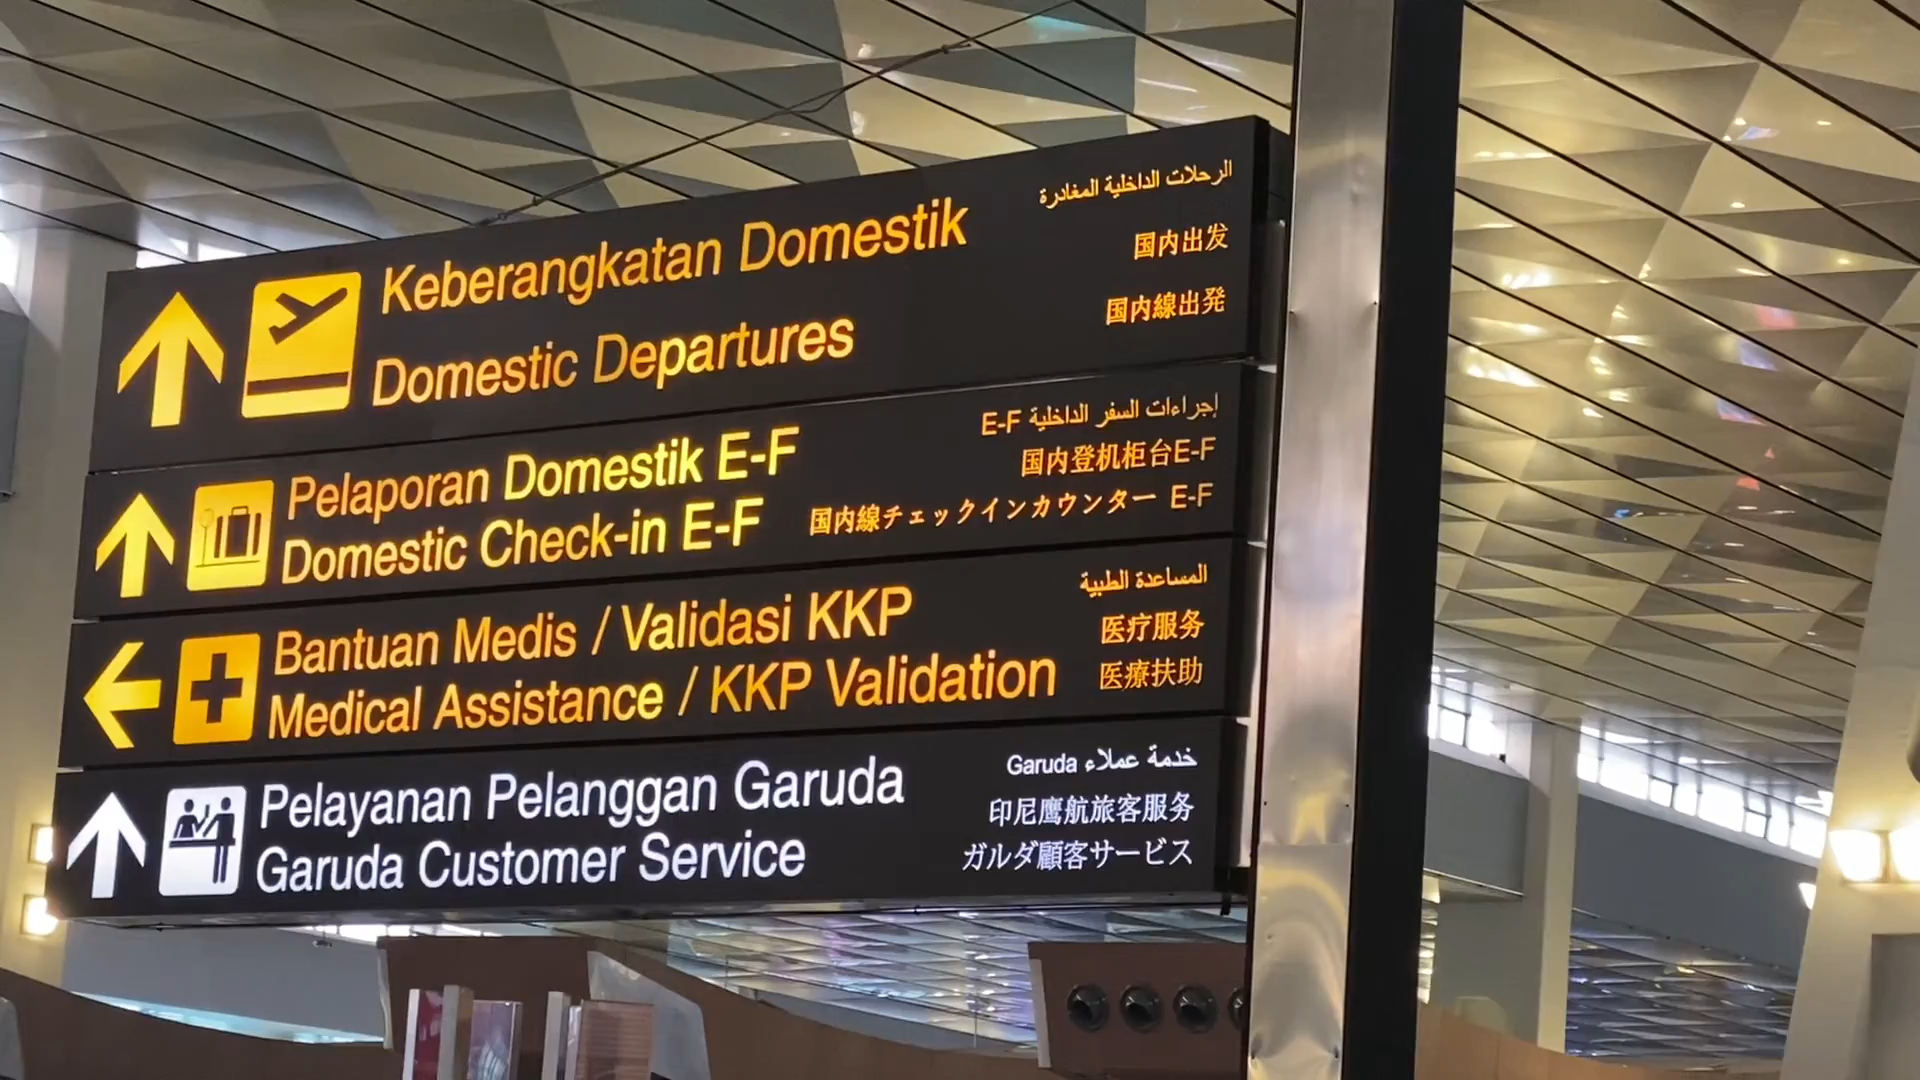 Keberangkatan Domestik
Domestic Departures
الرحلات الداخلية المغادرة
国内出发
国内線出発
Pelaporan Domestik E-F
Domestic Check-in E-F
إجراءات السفر الداخلية E-F
国内登机柜台E-F
国内線チェックインカウンター E-F
Bantuan Medis / Validasi KKP
Medical Assistance / KKP Validation
المساعدة الطبية
医疗服务
医療扶助
Pelayanan Pelanggan Garuda
Garuda Customer Service
خدمة عملاء Garuda
印尼鹰航旅客服务
ガルダ顧客サービス